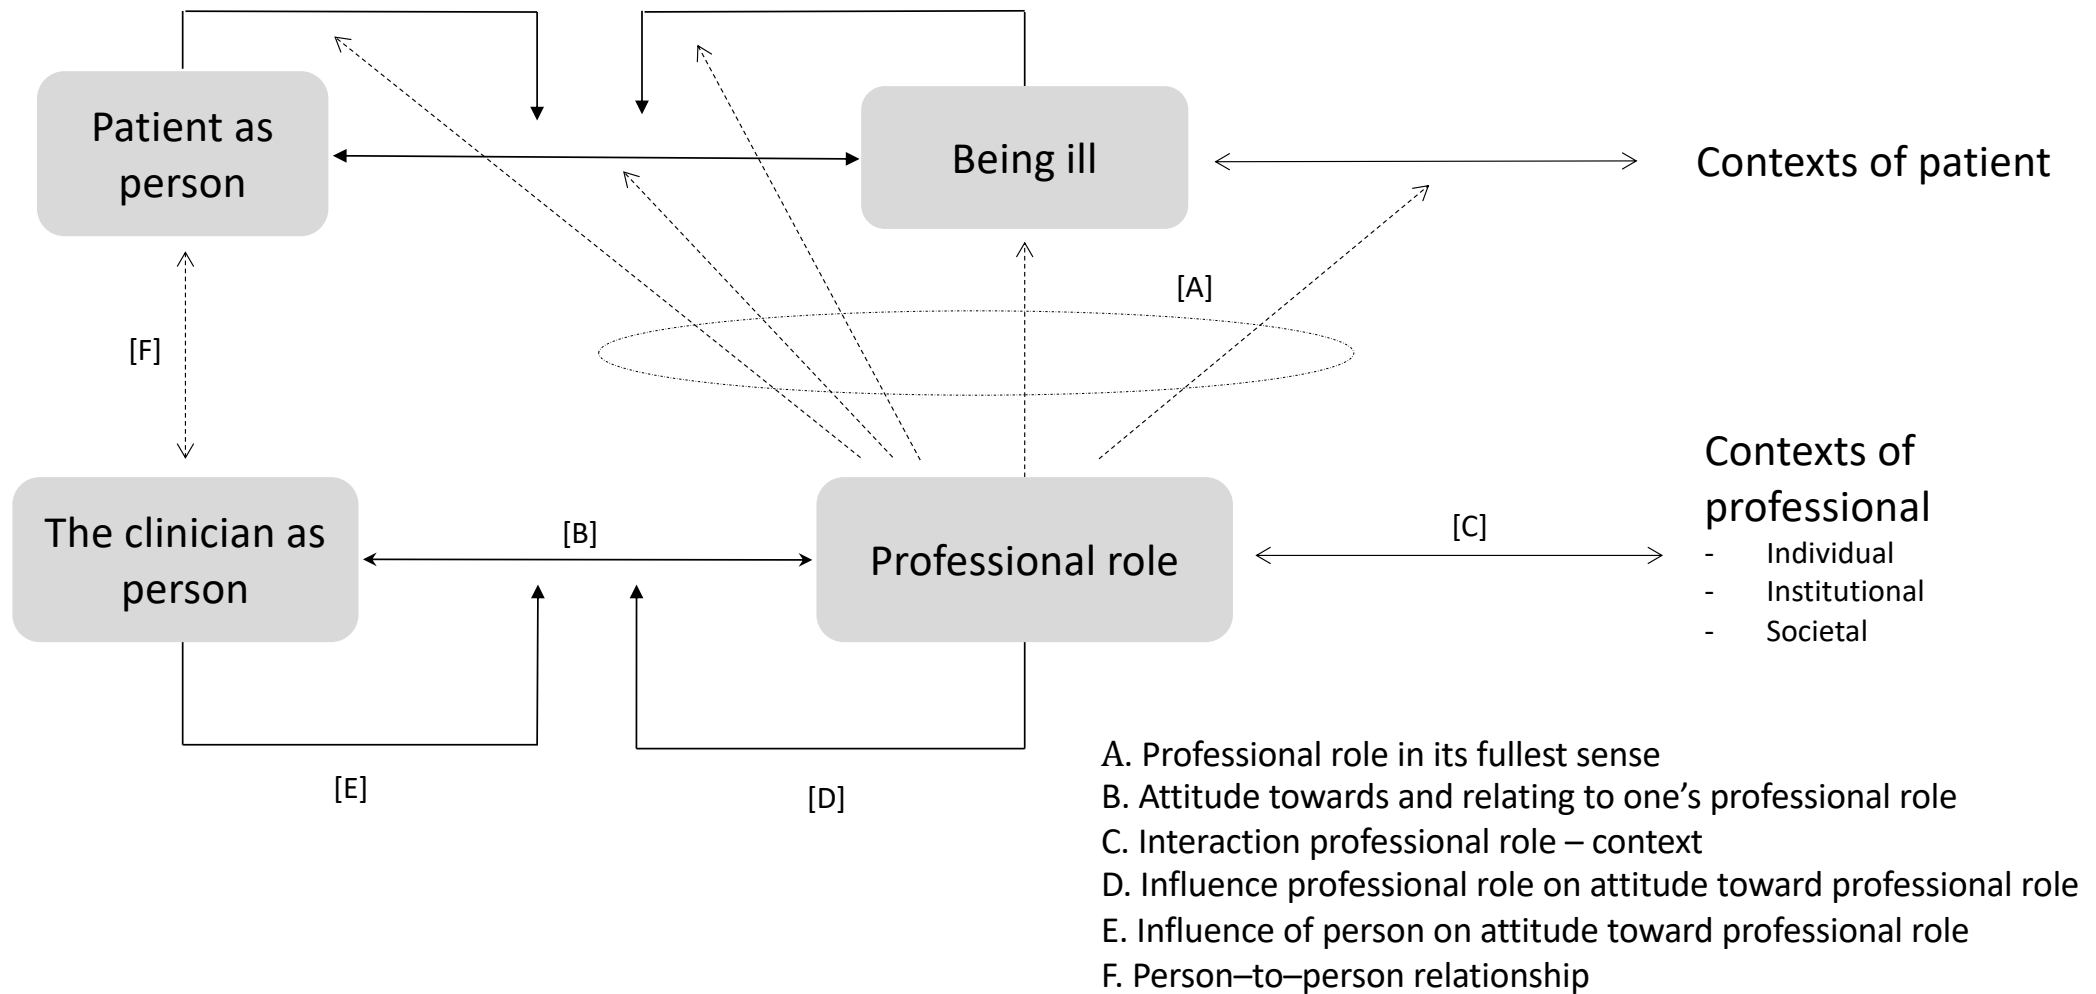 Patient as
person
Being ill
Contexts of patient
[A]
[F]
The clinician as
person
[B]
Professional role
[C]
Contexts of
professional
- Individual
- Institutional
- Societal
[E]
[D]
A. Professional role in its fullest sense
B. Attitude towards and relating to one’s professional role
C. Interaction professional role – context
D. Influence professional role on attitude toward professional role
E. Influence of person on attitude toward professional role
F. Person–to–person relationship